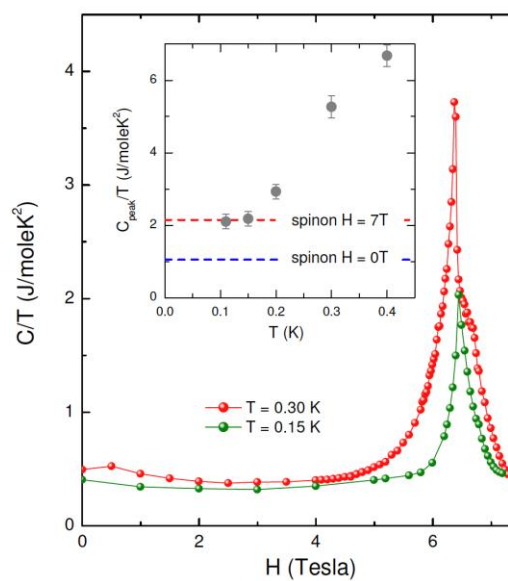 C/T (J/moleK²)
4
3
2
1
0
0
2
4
6
H (Tesla)
T = 0.30 K
T = 0.15 K
C_peak/T (J/moleK²)
6
4
2
0
0.0
0.1
0.2
0.3
0.4
T (K)
spinon H = 7T
spinon H = 0T